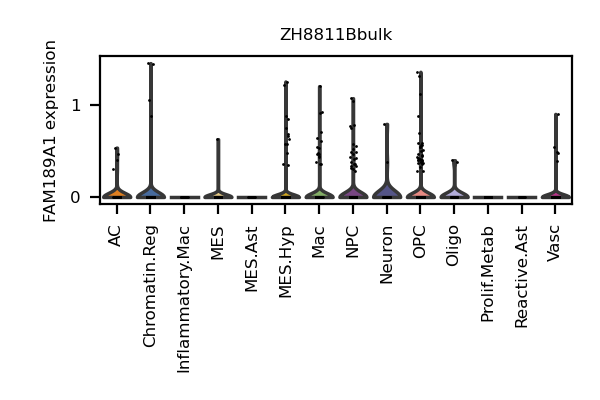 ZH8811Bbulk
FAM189A1 expression
1
0
AC
Chromatin.Reg
Inflammatory.Mac
MES
MES.Ast
MES.Hyp
Mac
NPC
Neuron
OPC
Oligo
Prolif.Metab
Reactive.Ast
Vasc